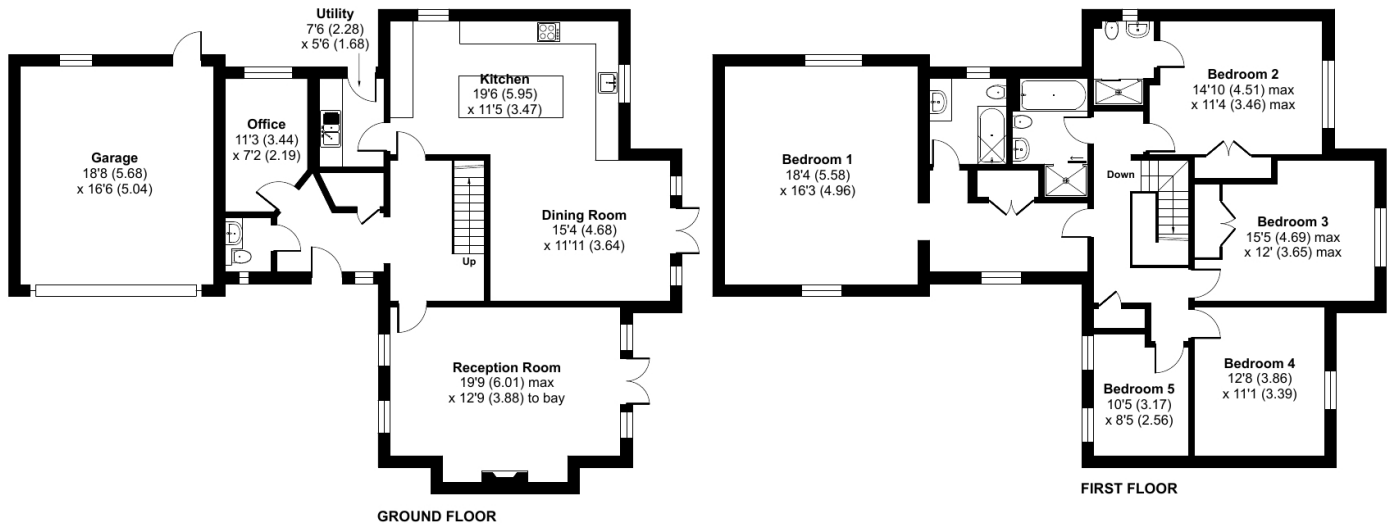 Utility
7'6 (2.28)
x 5'6 (1.68)
Kitchen
19'6 (5.95)
x 11'5 (3.47)
Office
11'3 (3.44)
x 7'2 (2.19)
Garage
18'8 (5.68)
x 16'6 (5.04)
Dining Room
15'4 (4.68)
x 11'11 (3.64)
Up
Reception Room
19'9 (6.01) max
x 12'9 (3.88) to bay
GROUND FLOOR
Bedroom 2
14'10 (4.51) max
x 11'4 (3.46) max
Bedroom 1
18'4 (5.58)
x 16'3 (4.96)
Down
Bedroom 3
15'5 (4.69) max
x 12' (3.65) max
Bedroom 4
12'8 (3.86)
x 11'1 (3.39)
Bedroom 5
10'5 (3.17)
x 8'5 (2.56)
FIRST FLOOR